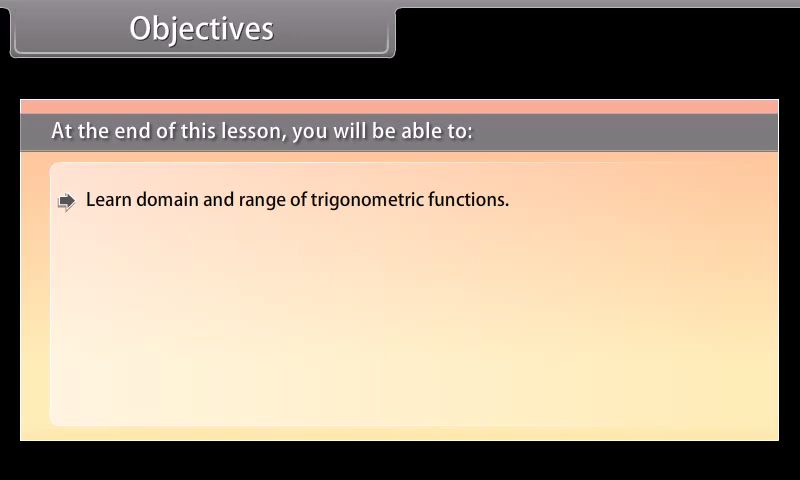 Objectives
At the end of this lesson, you will be able to:
Learn domain and range of trigonometric functions.